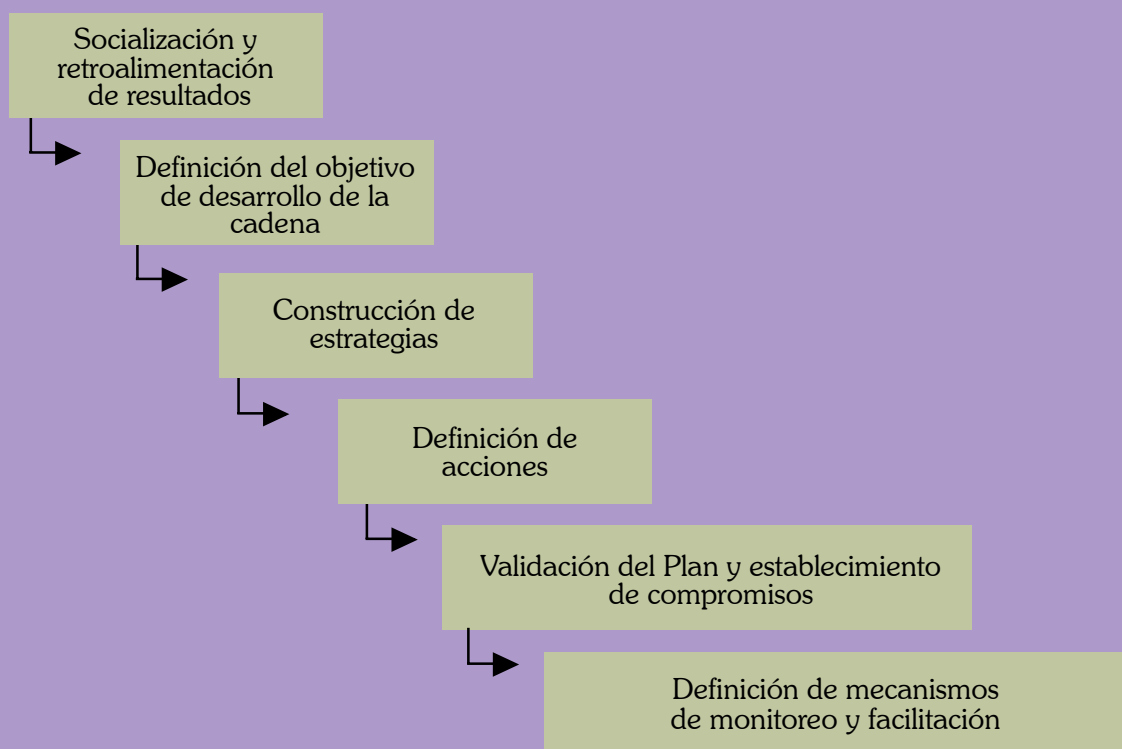 Socialización y
retroalimentación
de resultados
Definición del objetivo
de desarrollo de la
cadena
Construcción de
estrategias
Definición de
acciones
Validación del Plan y establecimiento
de compromisos
Definición de mecanismos
de monitoreo y facilitación